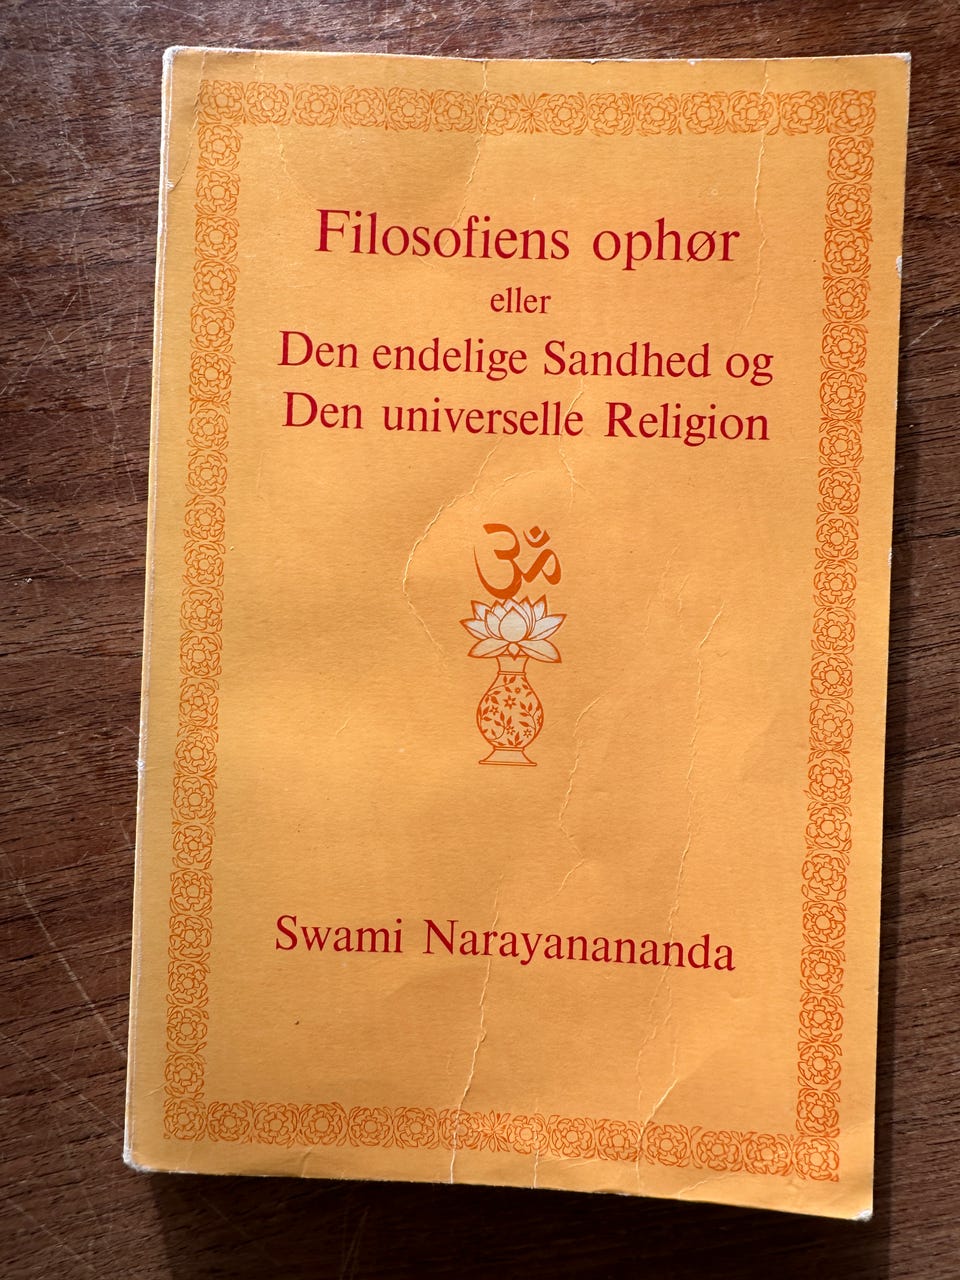 Filosofiens ophør
eller
Den endelige Sandhed og
Den universelle Religion
ॐ
Swami Narayanananda